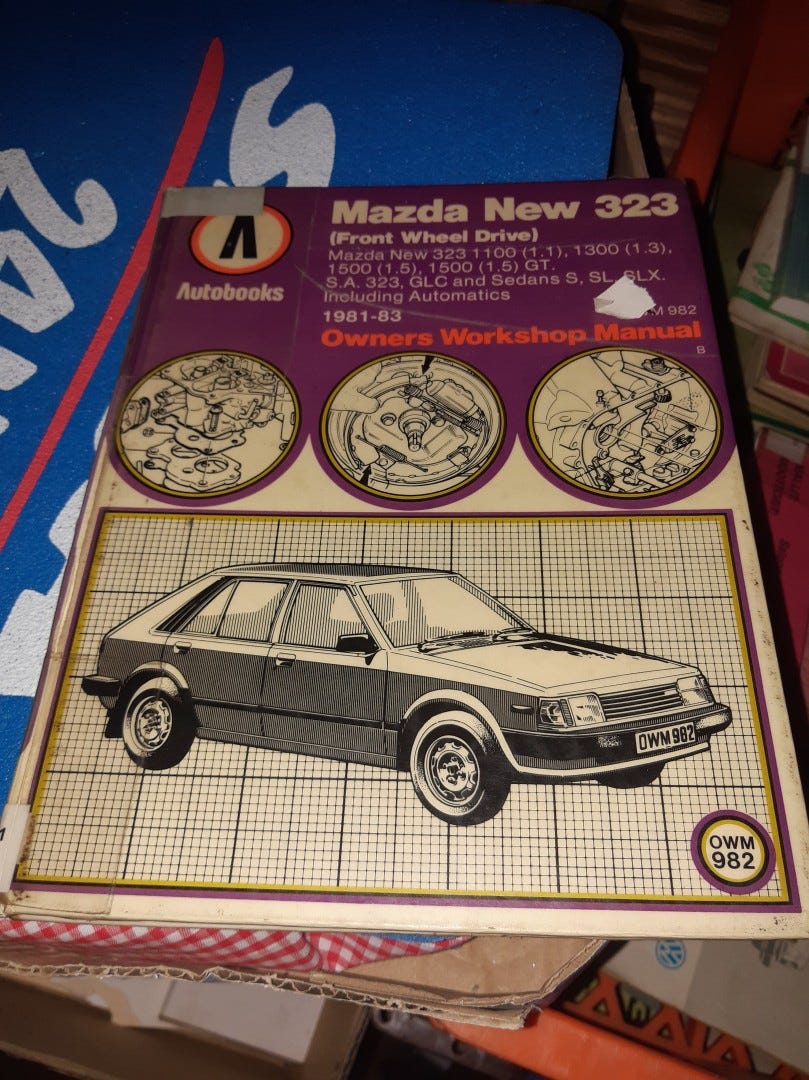 Mazda New 323
(Front Wheel Drive)
Mazda New 323 1100 (1.1), 1300 (1.3),
1500 (1.5), 1500 (1.5) GT.
S.A. 323, GLC and Sedans S, SL, SLX.
Including Automatics
1981-83
982
Owners Workshop Manual
B
Autobooks
OWM 982
OWM
982